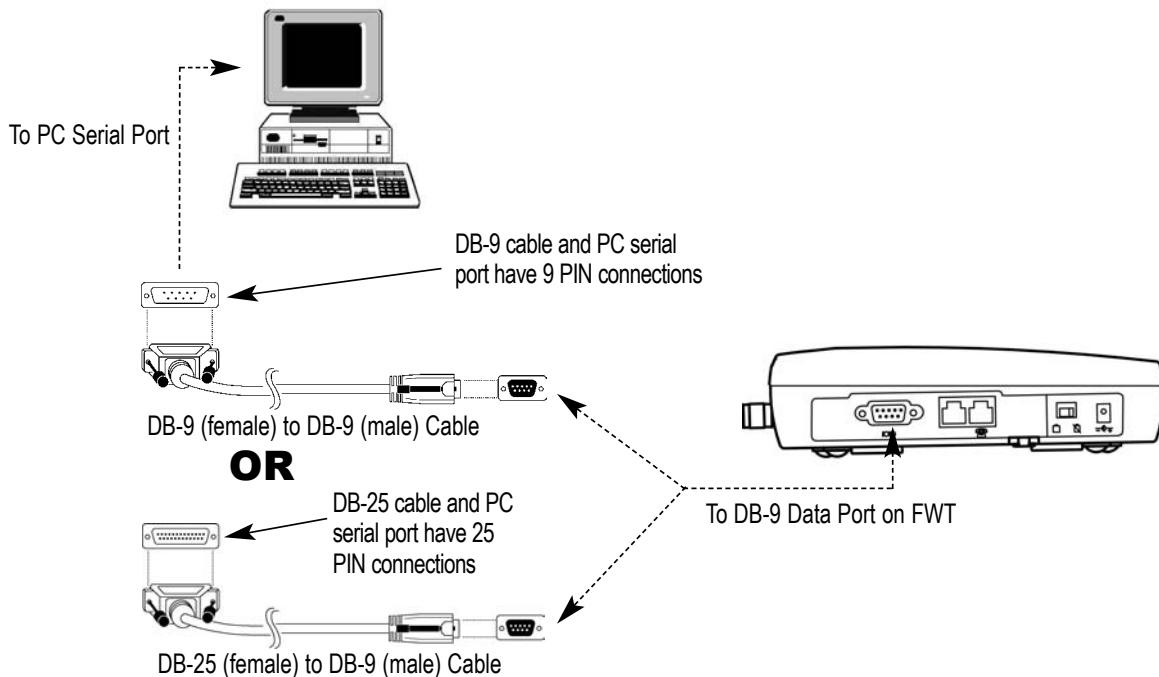 To PC Serial Port
DB-9 cable and PC serial
port have 9 PIN connections
DB-9 (female) to DB-9 (male) Cable
OR
DB-25 cable and PC
serial port have 25
PIN connections
To DB-9 Data Port on FWT
DB-25 (female) to DB-9 (male) Cable